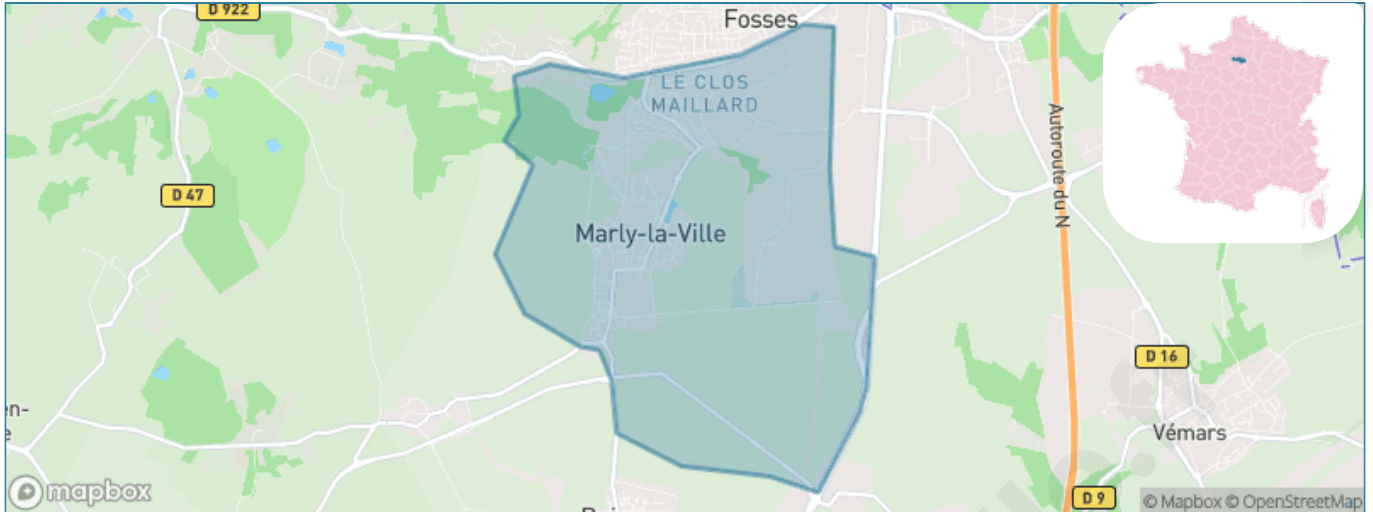 D 922
Fosses
LE CLOS
MAILLARD
Autoroute du N
D 47
Marly-la-Ville
D 16
Vémars
mapbox
D 9
© Mapbox © OpenStreetMap